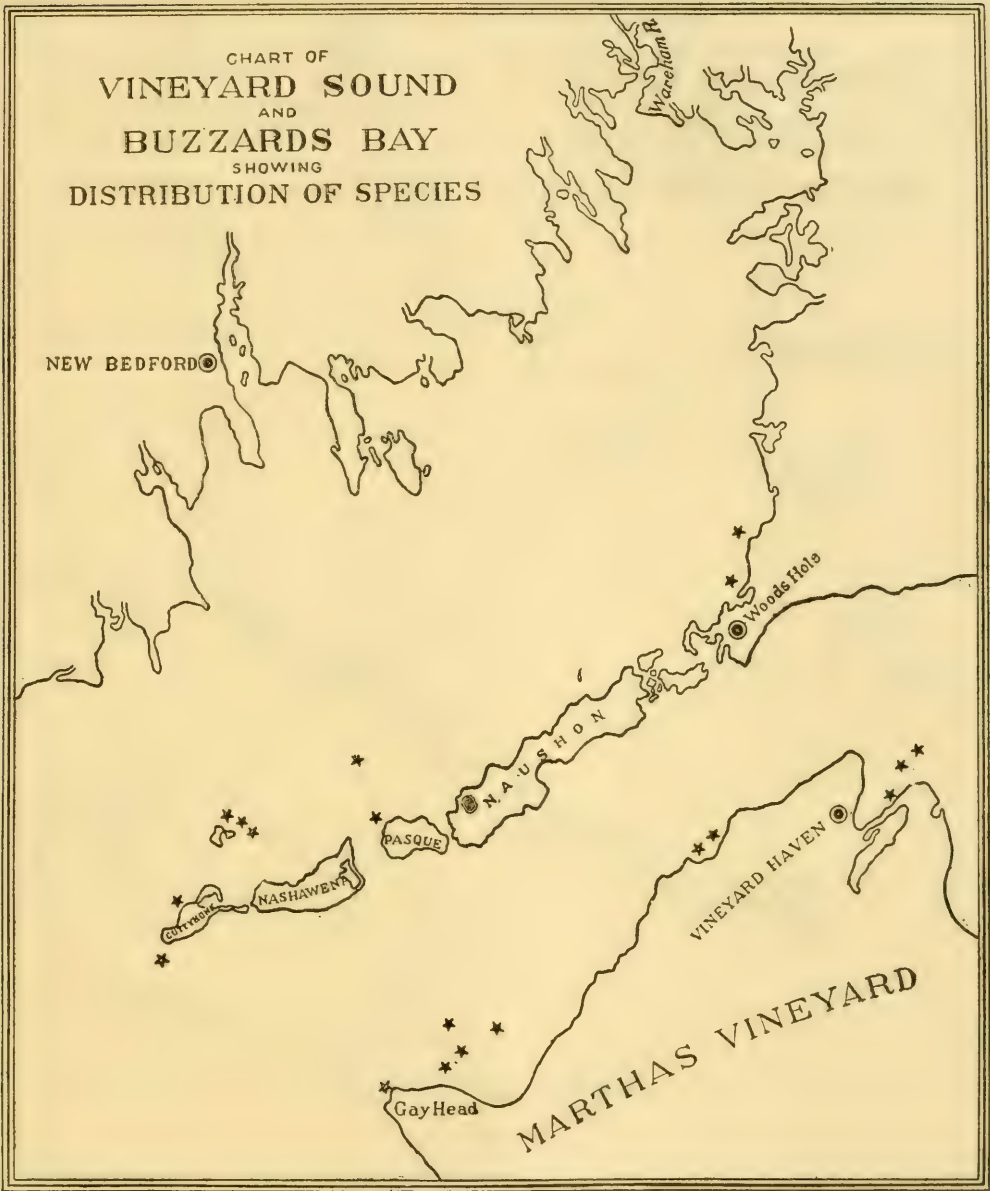 CHART OF
VINEYARD SOUND
AND
BUZZARDS BAY
SHOWING
DISTRIBUTION OF SPECIES
Wareham R.
NEW BEDFORD
Woods Hole
NAUSHON
PASQUE
NASHAWENA
CUTTYHUNK
VINEYARD HAVEN
MARTHAS VINEYARD
Gay Head